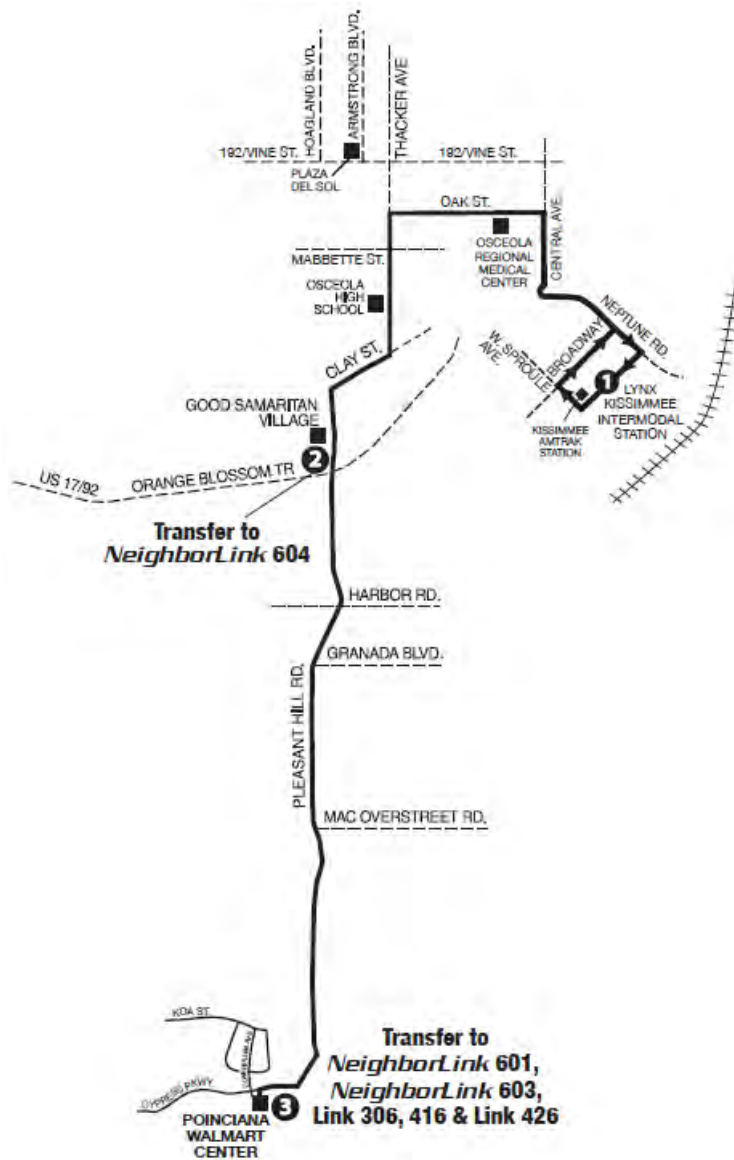 HOAGLAND BLVD.
ARMSTRONG BLVD.
THACKER AVE
192/VINE ST.
192/VINE ST.
PLAZA
DEL SOL
OAK ST.
CENTRAL AVE.
OSCEOLA
REGIONAL
MEDICAL
CENTER
MABBETTE ST.
OSCEOLA
HIGH
SCHOOL
NEPTUNE RD.
BROADWAY
W. SPROULE
AVE.
CLAY ST.
1
LYNX
KISSIMMEE
INTERMODAL
STATION
KISSIMMEE
AMTRAK
STATION
GOOD SAMARITAN
VILLAGE
2
US 17/92
ORANGE BLOSSOM TR
Transfer to
NeighborLink 604
HARBOR RD.
GRANADA BLVD.
PLEASANT HILL RD.
MAC OVERSTREET RD.
KOA ST.
CYPRESS PKWY
3
POINCIANA
WALMART
CENTER
Transfer to
NeighborLink 601,
NeighborLink 603,
Link 306, 416 & Link 426